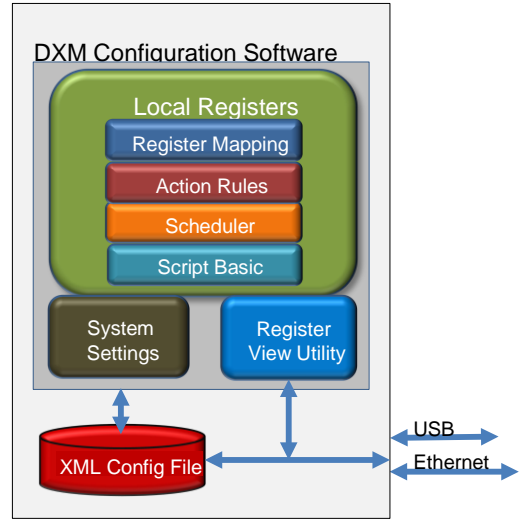 DXM Configuration Software
Local Registers
Register Mapping
Action Rules
Scheduler
Script Basic
System
Settings
Register
View Utility
XML Config File
USB
Ethernet